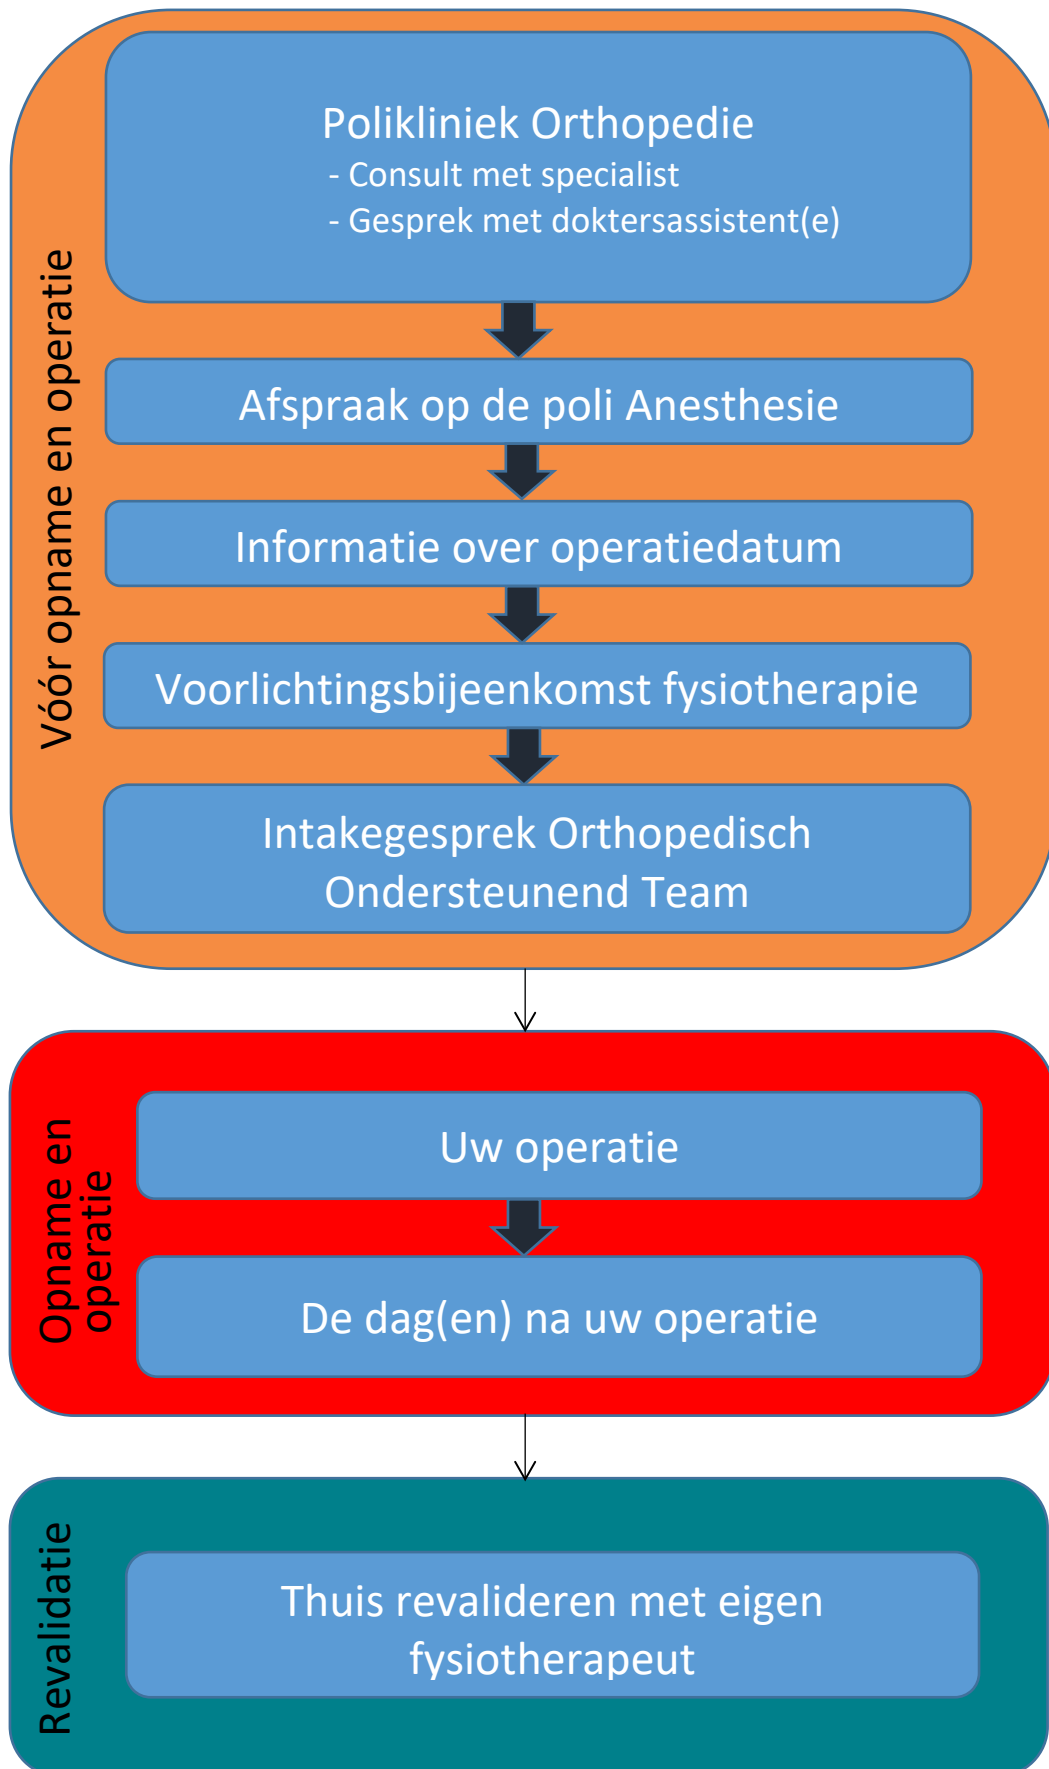 Vóór opname en operatie
Polikliniek Orthopedie
- Consult met specialist
- Gesprek met doktersassistent(e)
Afspraak op de poli Anesthesie
Informatie over operatiedatum
Voorlichtingsbijeenkomst fysiotherapie
Intakegesprek Orthopedisch
Ondersteunend Team
Opname en
operatie
Uw operatie
De dag(en) na uw operatie
Revalidatie
Thuis revalideren met eigen
fysiotherapeut